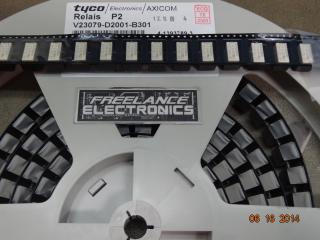 tyco / Electronics / AXICOM
Relais P2
V23079-D2001-B301
FREELANCE
ELECTRONICS
06 16 2014